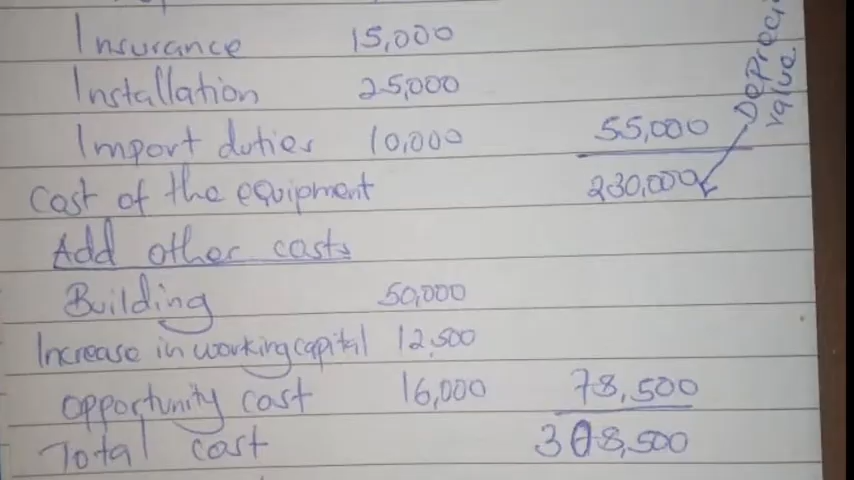 Insurance 15,000
Installation 25,000
Import duties 10,000 55,000
Cost of the equipment 230,000
Add other costs
Building 50,000
Increase in working capital 12,500
Opportunity cost 16,000 78,500
Total cost 308,500
value